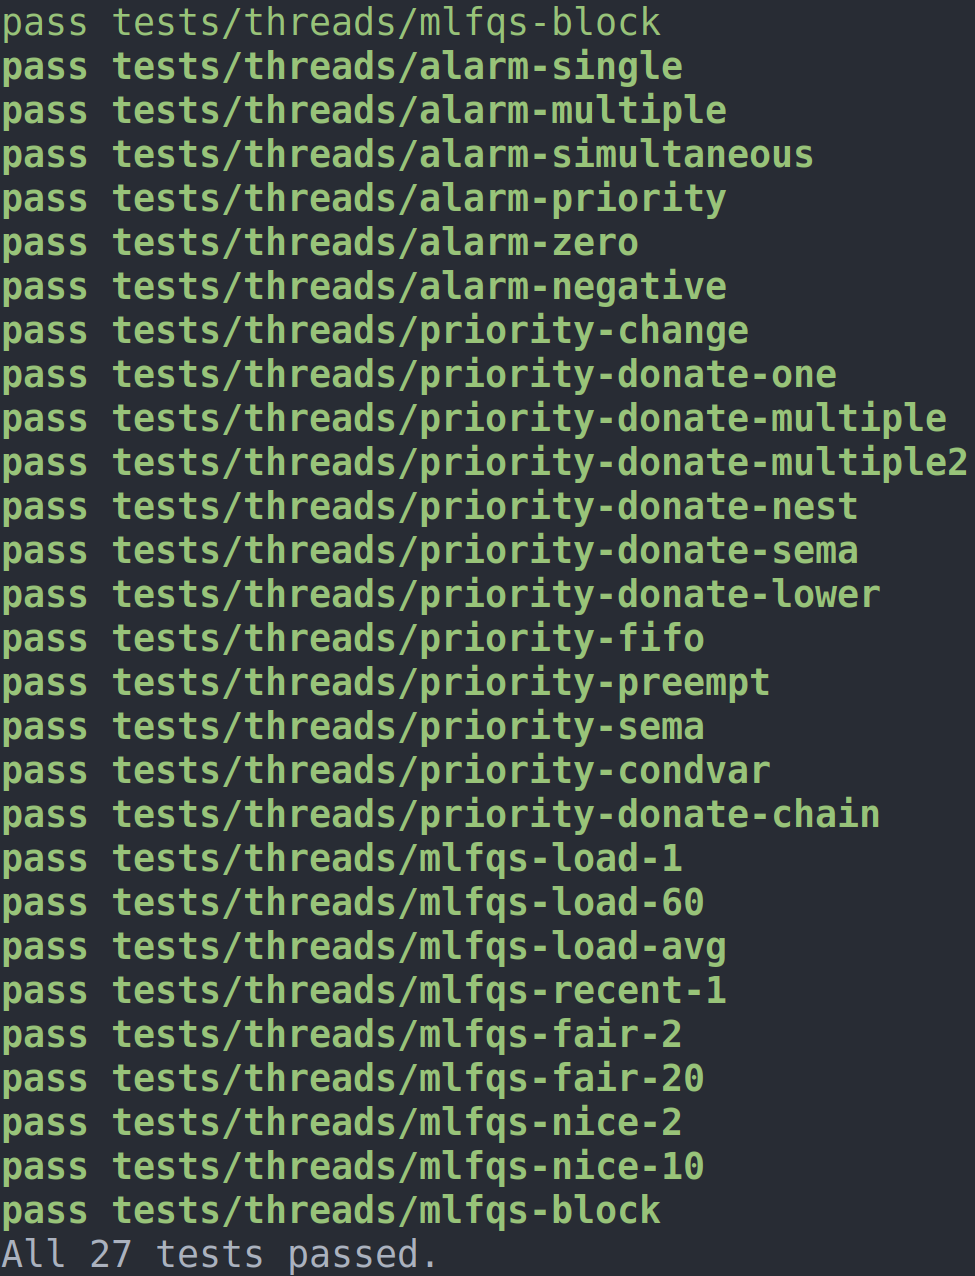 pass tests/threads/mlfqs-block
pass tests/threads/alarm-single
pass tests/threads/alarm-multiple
pass tests/threads/alarm-simultaneous
pass tests/threads/alarm-priority
pass tests/threads/alarm-zero
pass tests/threads/alarm-negative
pass tests/threads/priority-change
pass tests/threads/priority-donate-one
pass tests/threads/priority-donate-multiple
pass tests/threads/priority-donate-multiple2
pass tests/threads/priority-donate-nest
pass tests/threads/priority-donate-sema
pass tests/threads/priority-donate-lower
pass tests/threads/priority-fifo
pass tests/threads/priority-preempt
pass tests/threads/priority-sema
pass tests/threads/priority-condvar
pass tests/threads/priority-donate-chain
pass tests/threads/mlfqs-load-1
pass tests/threads/mlfqs-load-60
pass tests/threads/mlfqs-load-avg
pass tests/threads/mlfqs-recent-1
pass tests/threads/mlfqs-fair-2
pass tests/threads/mlfqs-fair-20
pass tests/threads/mlfqs-nice-2
pass tests/threads/mlfqs-nice-10
pass tests/threads/mlfqs-block
All 27 tests passed.